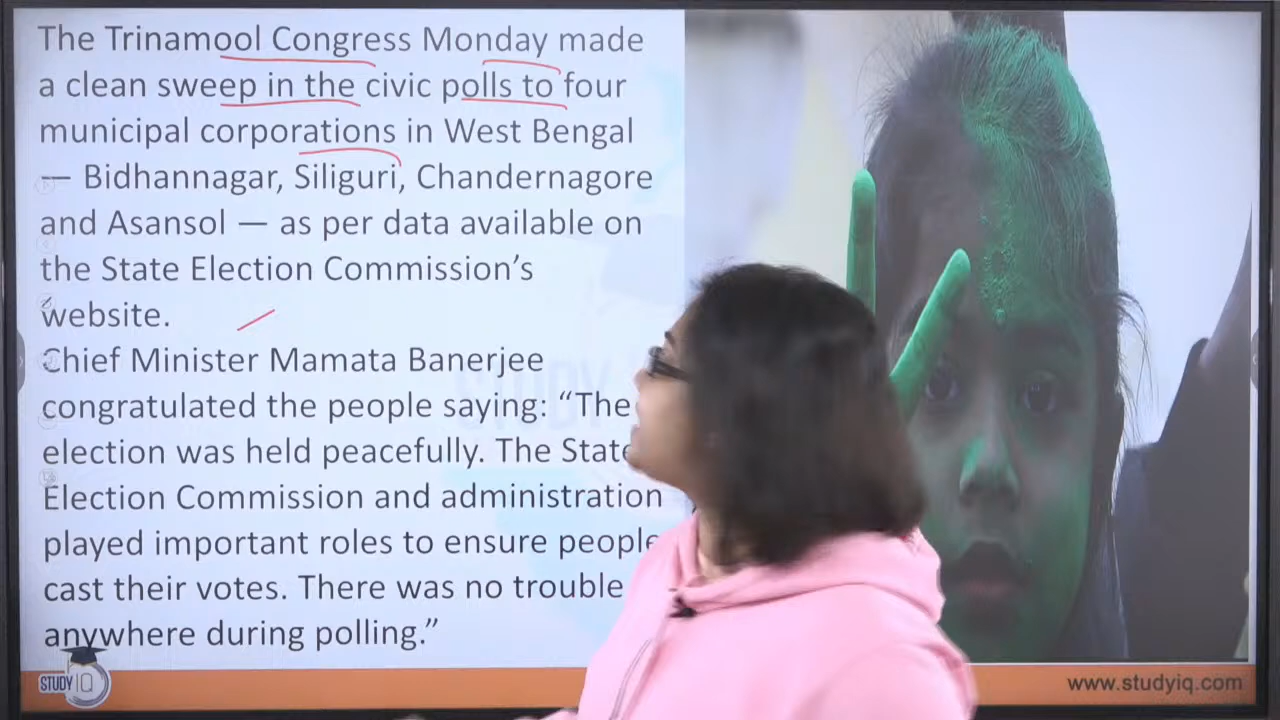 The Trinamool Congress Monday made
a clean sweep in the civic polls to four
municipal corporations in West Bengal
— Bidhannagar, Siliguri, Chandernagore
and Asansol — as per data available on
the State Election Commission’s
website.
Chief Minister Mamata Banerjee
congratulated the people saying: “The
election was held peacefully. The State
Election Commission and administration
played important roles to ensure people
cast their votes. There was no trouble
anywhere during polling.”
STUDY IQ
www.studyiq.com